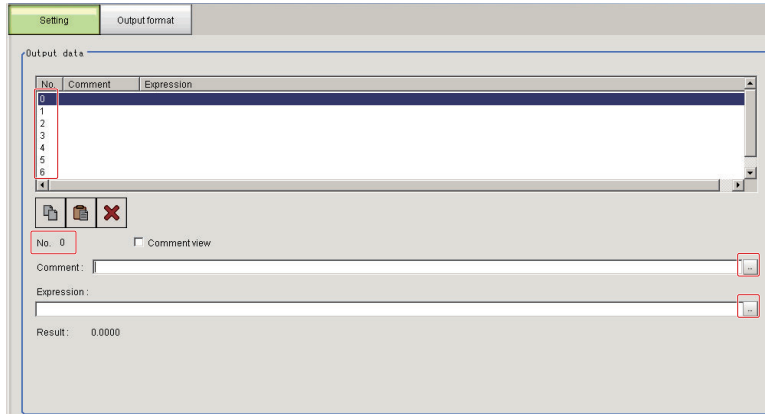 Setting Output format
Output data
No. Comment Expression
0
1
2
3
4
5
6
No. 0 Comment view
Comment : ..
Expression : 
..
Result : 0.0000